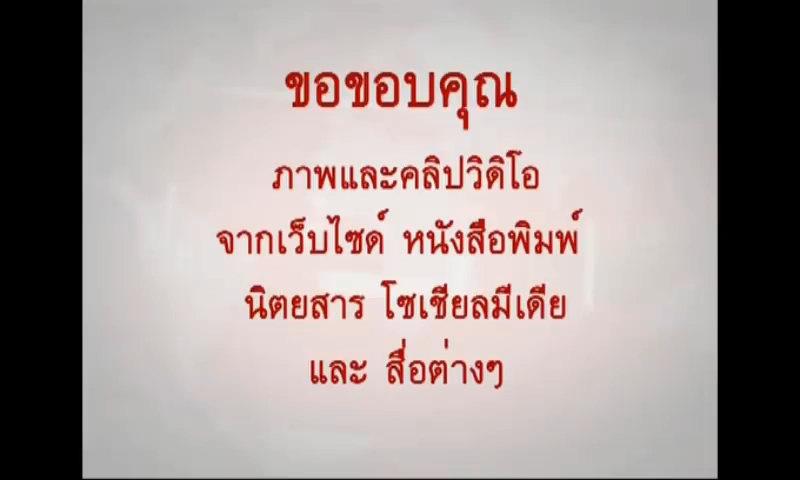 ขอขอบคุณ
ภาพและคลิปวิดิโอ
จากเว็บไซด์ หนังสือพิมพ์
นิตยสาร โซเชียลมีเดีย
และ สื่อต่างๆ